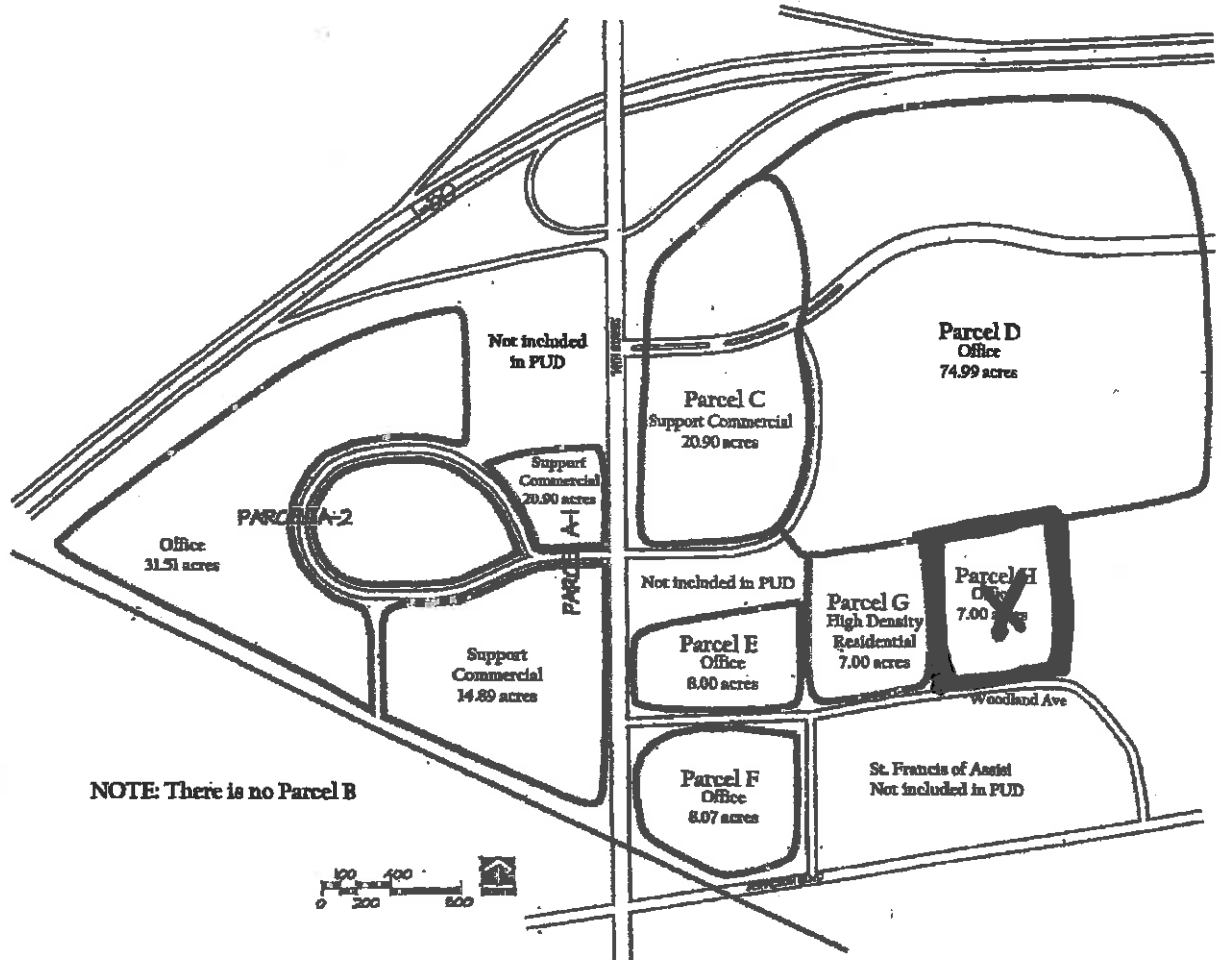 I-80
Not included
in PUD
Parcel D
Office
74.99 acres
Parcel C
Support Commercial
20.90 acres
Support
Commercial
20.90 acres
PARCEL A-2
PARCEL A-1
Office
31.51 acres
Not included in PUD
Parcel G
High Density
Residential
7.00 acres
Parcel H
Office
7.00 acres
Parcel E
Office
8.00 acres
Support
Commercial
14.89 acres
Woodland Ave
Parcel F
Office
8.07 acres
St. Francis of Assisi
Not included in PUD
NOTE: There is no Parcel B
100 400
0 200 800